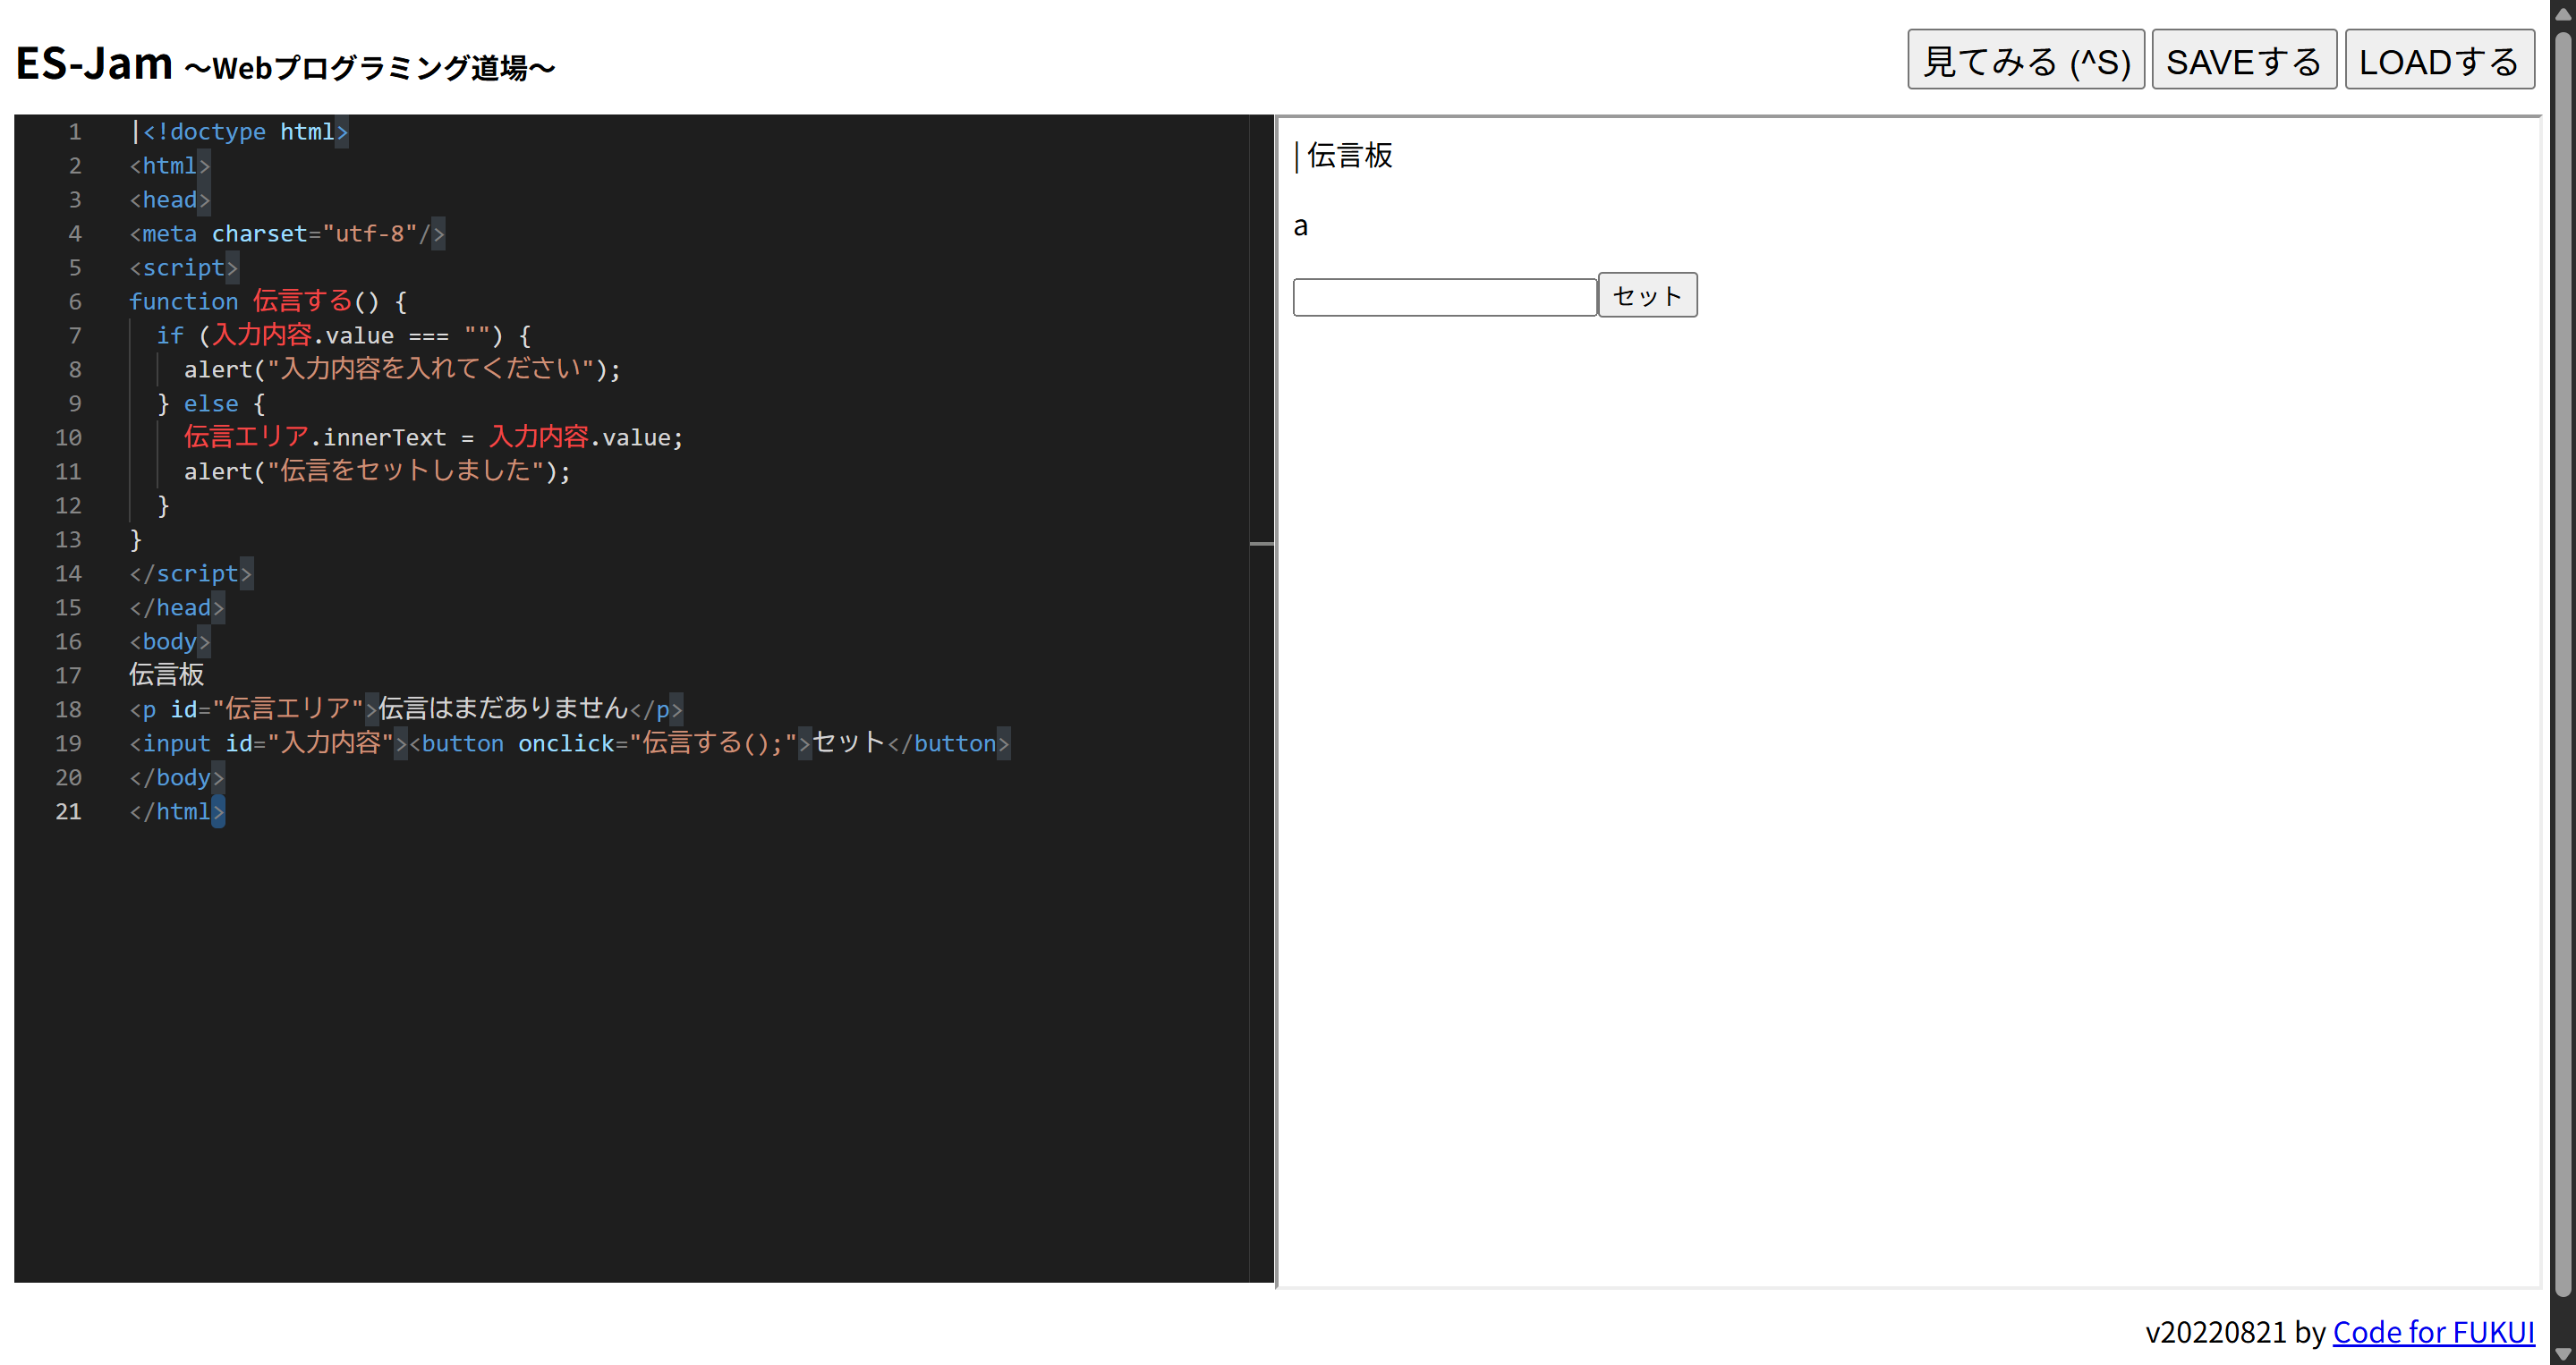 ES-Jam 〜Webプログラミング道場〜
見てみる (^S) SAVEする LOADする
1 |<!doctype html>
2 <html>
3 <head>
4 <meta charset="utf-8"/>
5 <script>
6 function 伝言する() {
7   if (入力内容.value === "") {
8     alert("入力内容を入れてください");
9   } else {
10     伝言エリア.innerText = 入力内容.value;
11     alert("伝言をセットしました");
12   }
13 }
14 </script>
15 </head>
16 <body>
17 伝言板
18 <p id="伝言エリア">伝言はまだありません</p>
19 <input id="入力内容"><button onclick="伝言する();">セット</button>
20 </body>
21 </html>
| 伝言板
a
セット
v20220821 by Code for FUKUI